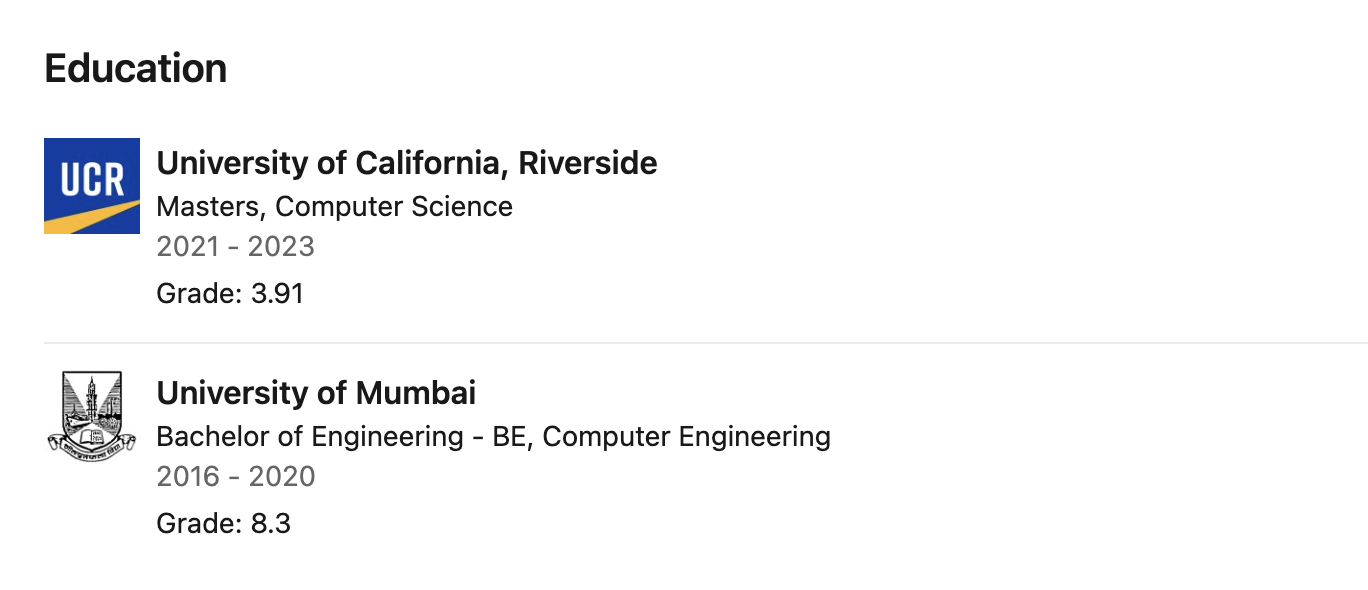 Education
UCR
University of California, Riverside
Masters, Computer Science
2021 - 2023
Grade: 3.91
University of Mumbai
Bachelor of Engineering - BE, Computer Engineering
2016 - 2020
Grade: 8.3